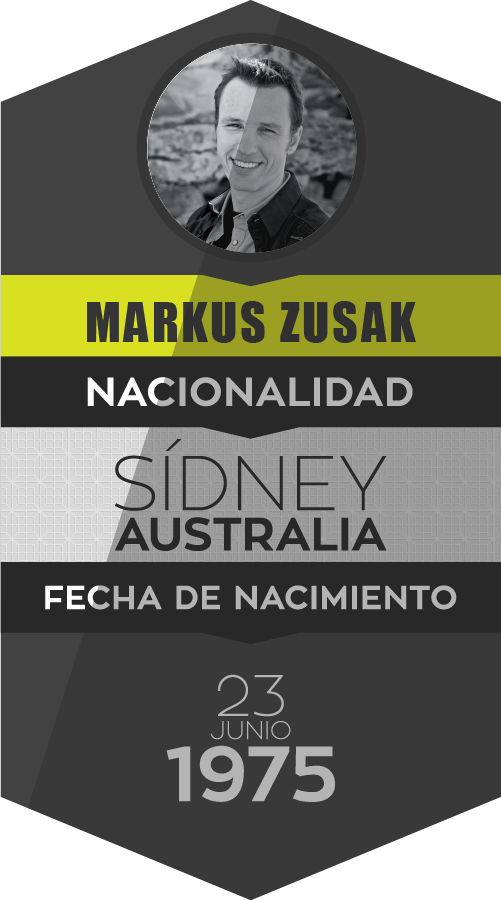 MARKUS ZUSAK
NACIONALIDAD
SÍDNEY
AUSTRALIA
FECHA DE NACIMIENTO
23
JUNIO
1975